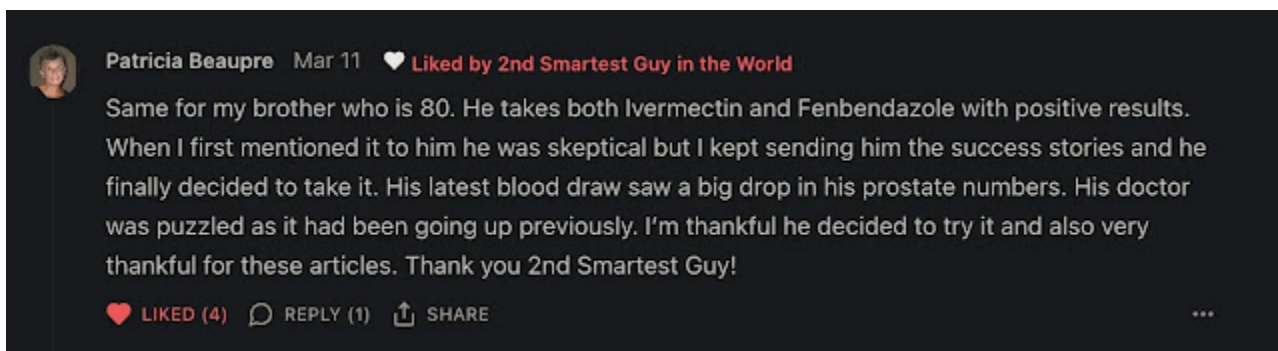 Patricia Beaupre Mar 11 Liked by 2nd Smartest Guy in the World
Same for my brother who is 80. He takes both Ivermectin and Fenbendazole with positive results.
When I first mentioned it to him he was skeptical but I kept sending him the success stories and he
finally decided to take it. His latest blood draw saw a big drop in his prostate numbers. His doctor
was puzzled as it had been going up previously. I’m thankful he decided to try it and also very
thankful for these articles. Thank you 2nd Smartest Guy!
LIKED (4) REPLY (1) SHARE